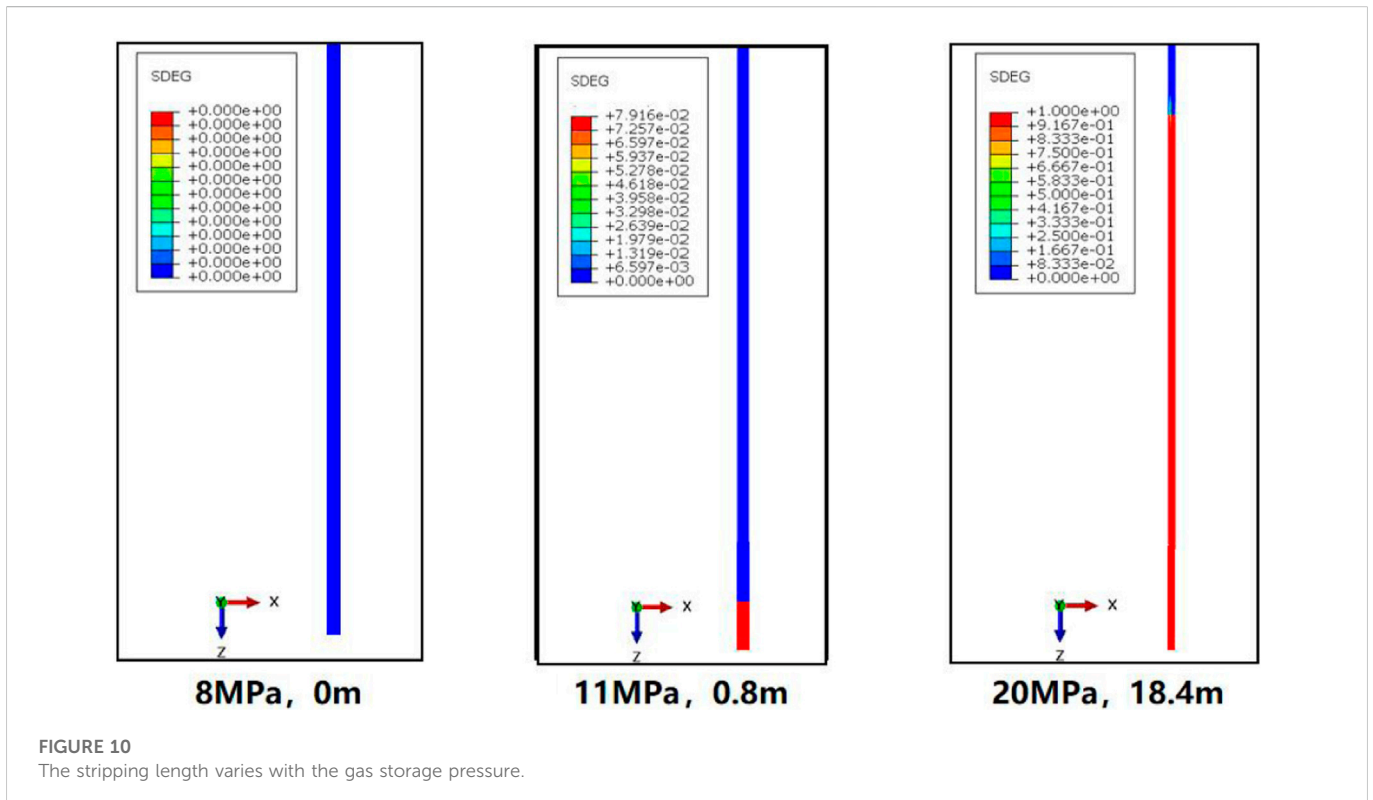 SDEG
+0.000e+00
+0.000e+00
+0.000e+00
+0.000e+00
+0.000e+00
+0.000e+00
+0.000e+00
+0.000e+00
+0.000e+00
+0.000e+00
+0.000e+00
+0.000e+00
+0.000e+00
Y X
Z
8MPa, 0m
SDEG
+7.916e-02
+7.257e-02
+6.597e-02
+5.937e-02
+5.278e-02
+4.618e-02
+3.958e-02
+3.298e-02
+2.639e-02
+1.979e-02
+1.319e-02
+6.597e-03
+0.000e+00
Y X
Z
11MPa, 0.8m
SDEG
+1.000e+00
+9.167e-01
+8.333e-01
+7.500e-01
+6.667e-01
+5.833e-01
+5.000e-01
+4.167e-01
+3.333e-01
+2.500e-01
+1.667e-01
+8.333e-02
+0.000e+00
Y X
Z
20MPa, 18.4m
FIGURE 10
The stripping length varies with the gas storage pressure.